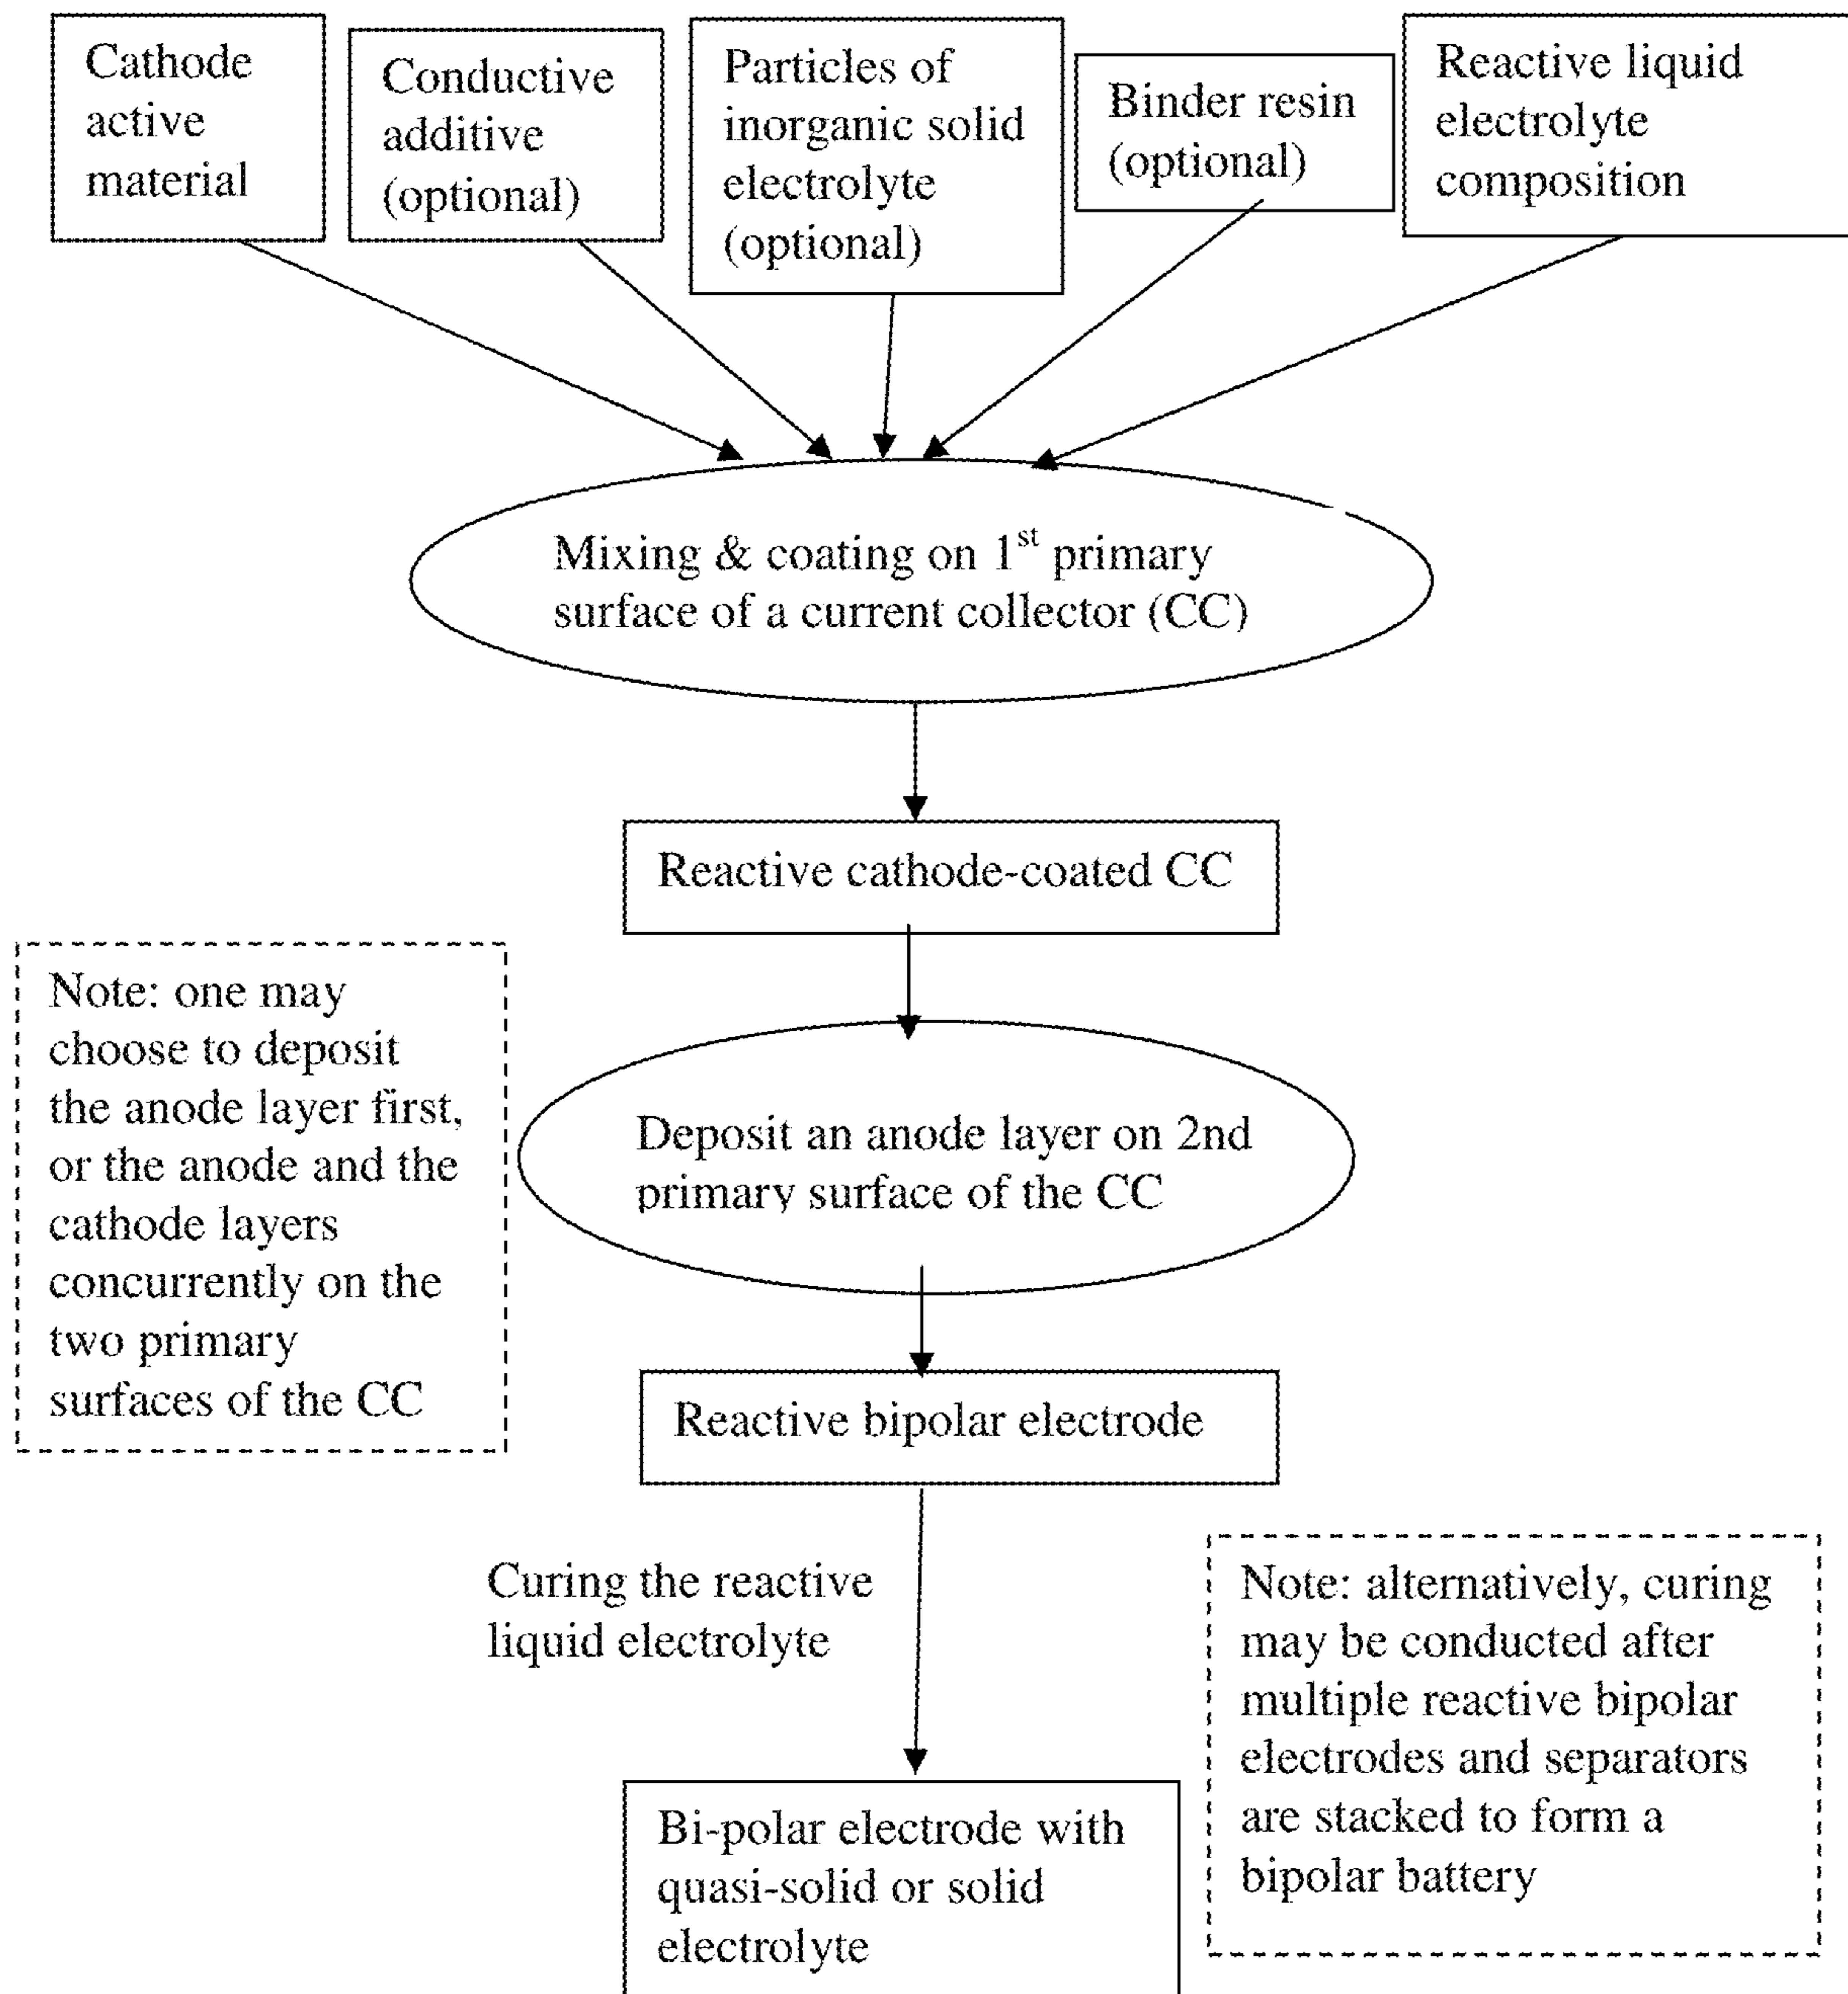 Cathode
active
material
Conductive
additive
(optional)
Particles of
inorganic solid
electrolyte
(optional)
Binder resin
(optional)
Reactive liquid
electrolyte
composition
Mixing & coating on 1st primary
surface of a current collector (CC)
Reactive cathode-coated CC
Note: one may
choose to deposit
the anode layer first,
or the anode and the
cathode layers
concurrently on the
two primary
surfaces of the CC
Deposit an anode layer on 2nd
primary surface of the CC
Reactive bipolar electrode
Curing the reactive
liquid electrolyte
Note: alternatively, curing
may be conducted after
multiple reactive bipolar
electrodes and separators
are stacked to form a
bipolar battery
Bi-polar electrode with
quasi-solid or solid
electrolyte